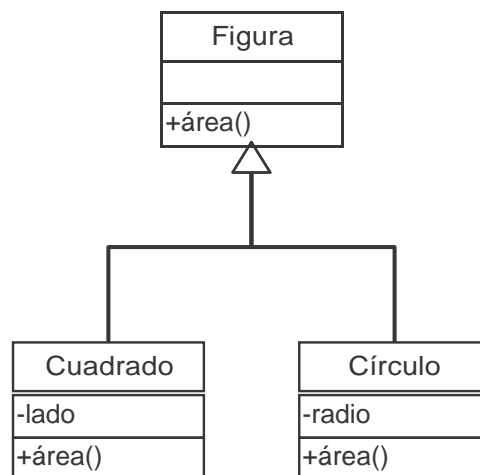 Figura
+área()
Cuadrado
-lado
+área()
Círculo
-radio
+área()